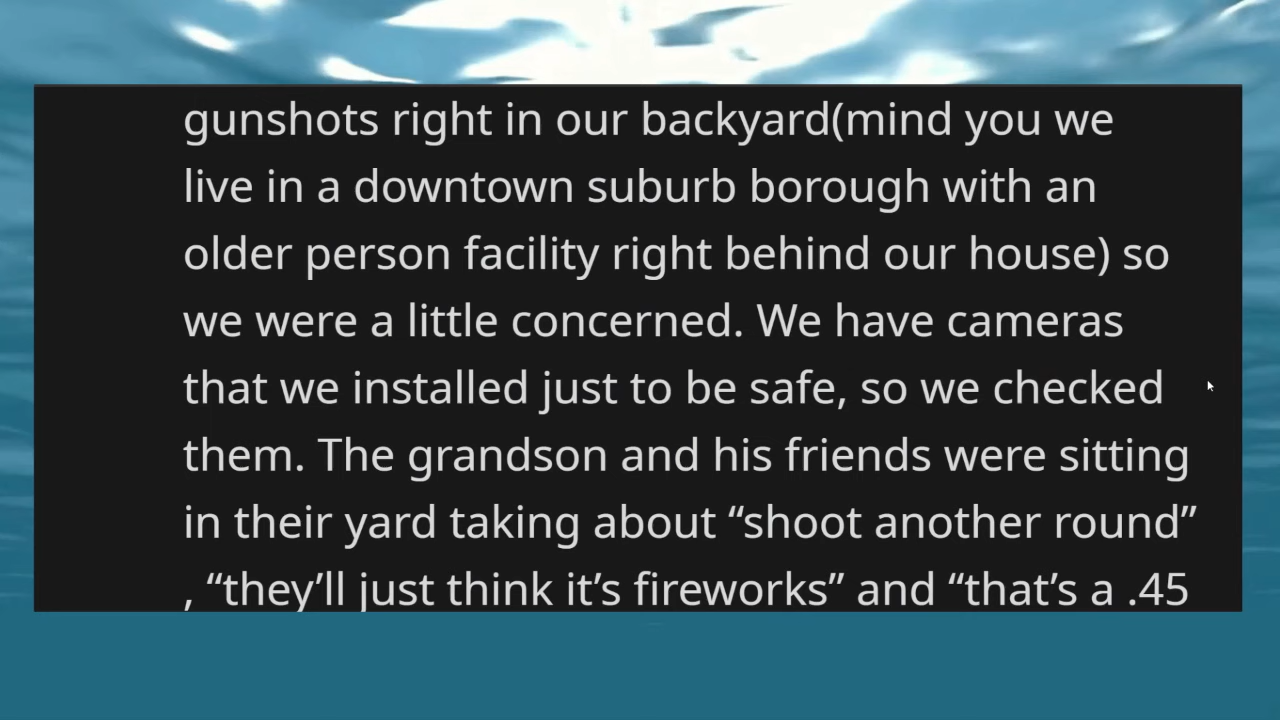 gunshots right in our backyard(mind you we
live in a downtown suburb borough with an
older person facility right behind our house) so
we were a little concerned. We have cameras
that we installed just to be safe, so we checked
them. The grandson and his friends were sitting
in their yard taking about “shoot another round”
, “they’ll just think it’s fireworks” and “that’s a .45